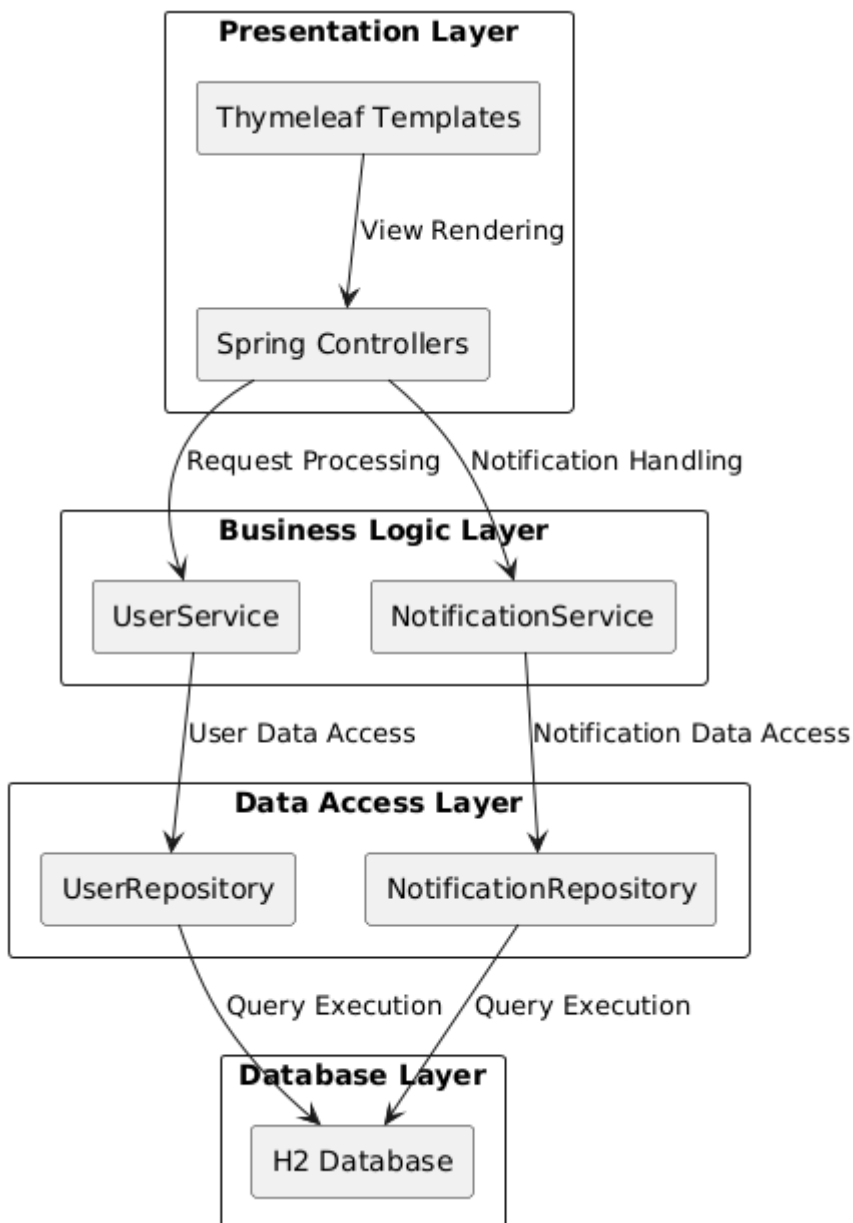 Presentation Layer
Thymeleaf Templates
View Rendering
Spring Controllers
Request Processing
Notification Handling
Business Logic Layer
UserService
NotificationService
User Data Access
Notification Data Access
Data Access Layer
UserRepository
NotificationRepository
Query Execution
Query Execution
Database Layer
H2 Database